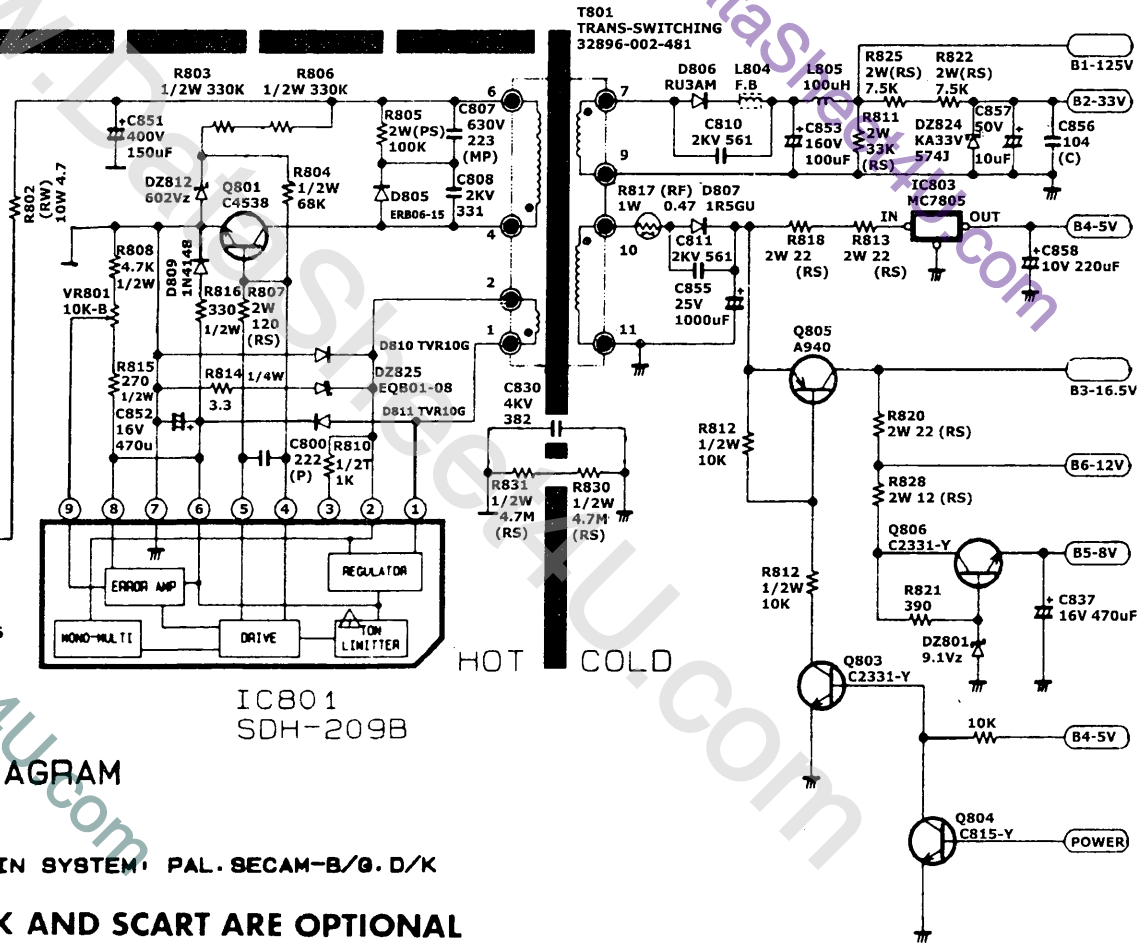 T801
TRANS-SWITCHING
32896-002-481
R803
1/2W 330K
R806
1/2W 330K
C851
400V
150uF
R805
2W(PS)
100K
C807
630V
223
(MP)
C808
2KV
331
D805
ERB06-15
R802
(RW)
10W 4.7
DZ812
602Vz
Q801
C4538
R804
1/2W
68K
R808
4.7K
1/2W
D809
1N4148
VR801
10K-B
R816
330
1/2W
R807
2W
120
(RS)
D810 TVR10G
R815
270
1/2W
R814
1/4W
3.3
DZ825
EQB01-08
D811 TVR10G
C852
16V
470u
C800
222
(P)
R810
1/2T
1K
6
4
2
1
7
9
10
11
D806
RU3AM
L804
F.B
L805
100uH
C810
2KV 561
C853
160V
100uF
R825
2W(RS)
7.5K
R822
2W(RS)
7.5K
R811
2W
33K
(RS)
DZ824
KA33V
574J
C857
50V
10uF
C856
104
(C)
B1-125V
B2-33V
R817 (RF)
1W 0.47
D807
1R5GU
C811
2KV 561
C855
25V
1000uF
R818
2W 22
(RS)
R813
2W 22
(RS)
IC803
MC7805
IN
OUT
B4-5V
C858
10V 220uF
Q805
A940
B3-16.5V
C830
4KV
382
R831
1/2W
4.7M
(RS)
R830
1/2W
4.7M
(RS)
R812
1/2W
10K
R820
2W 22 (RS)
B6-12V
R828
2W 12 (RS)
Q806
C2331-Y
B5-8V
R812
1/2W
10K
R821
390
DZ801
9.1Vz
C837
16V 470uF
Q803
C2331-Y
10K
B4-5V
Q804
C815-Y
POWER
9 8 7 6 5 4 3 2 1
REGULATOR
ERROR AMP
MONO-MULTI
DRIVE
TON
LIMITTER
HOT
COLD
IC801
SDH-209B
AGRAM
IN SYSTEM: PAL.SECAM-B/G.D/K
K AND SCART ARE OPTIONAL
w.DataSheet4U.com
taSheet4U.com
4U.com